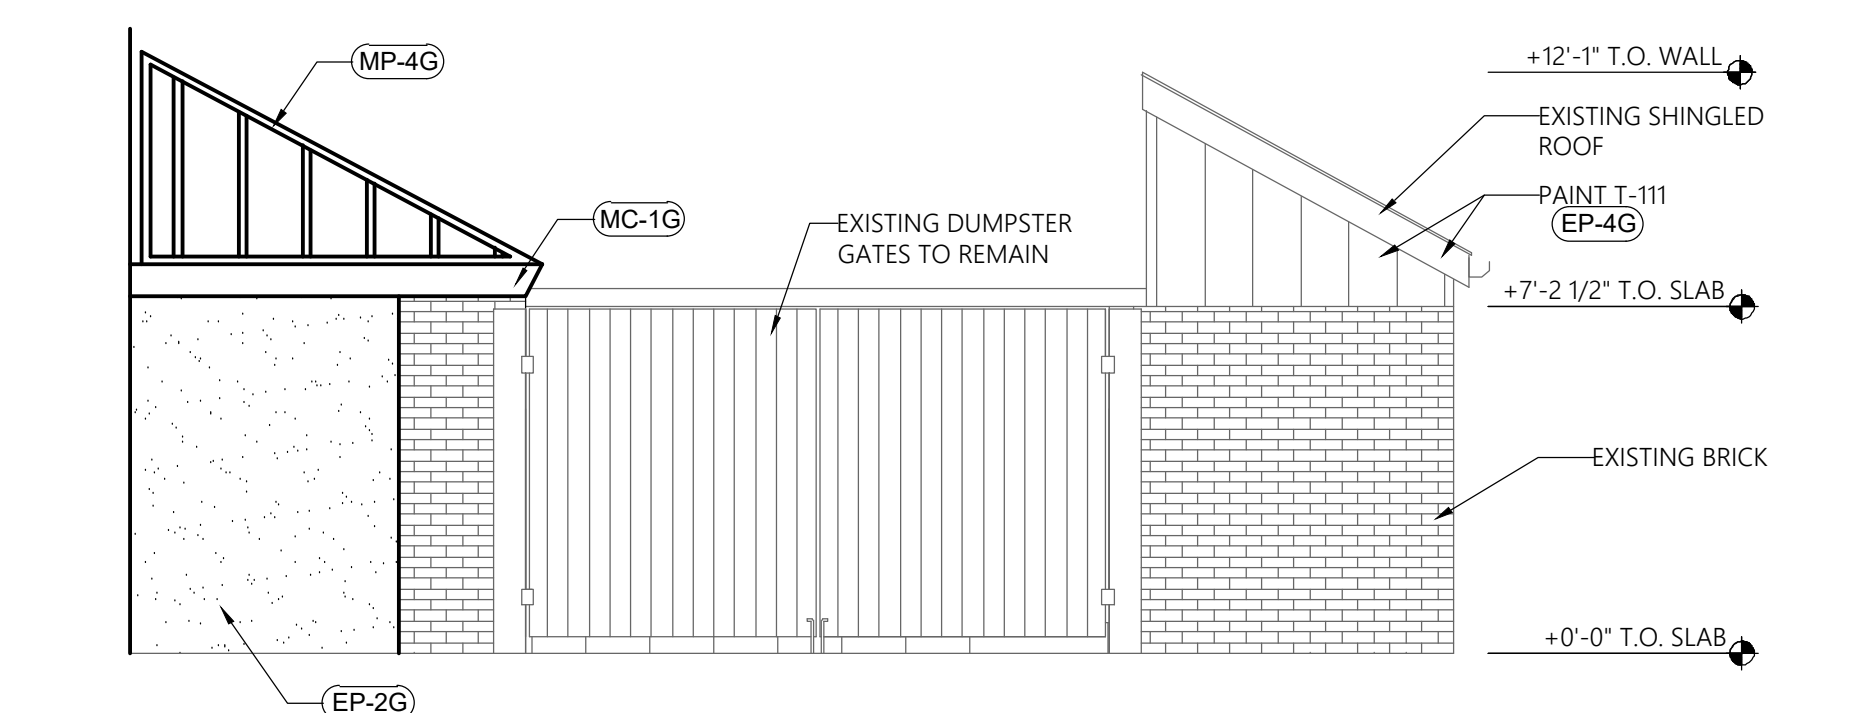 MP-4G
+12'-1" T.O. WALL
EXISTING SHINGLED
ROOF
PAINT T-111
EP-4G
MC-1G
EXISTING DUMPSTER
GATES TO REMAIN
+7'-2 1/2" T.O. SLAB
EXISTING BRICK
+0'-0" T.O. SLAB
EP-2G